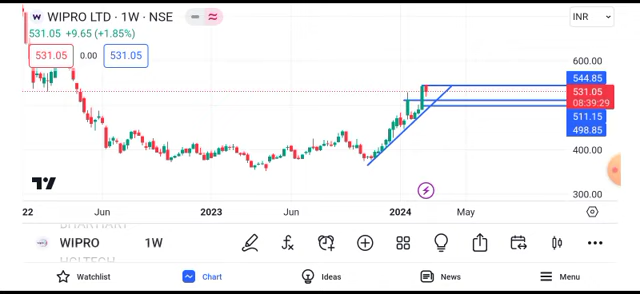 WIPRO LTD · 1W · NSE
INR
531.05 +9.65 (+1.85%)
531.05 0.00 531.05
600.00
544.85
531.05
08:39:29
511.15
498.85
400.00
300.00
22 Jun 2023 Jun 2024 May
BHARTIART
WIPRO 1W
HCLTECH
Watchlist Chart Ideas News Menu